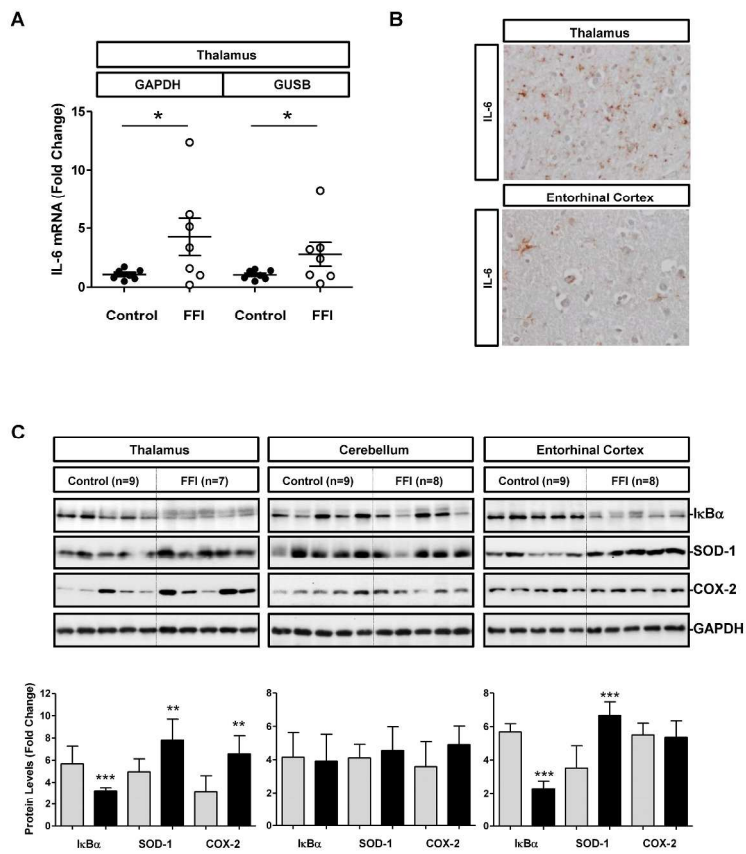 A
Thalamus
GAPDH GUSB
IL-6 mRNA (Fold Change)
15
10
5
0
* *
Control FFI Control FFI
B
Thalamus
IL-6
Entorhinal Cortex
IL-6
C
Thalamus Cerebellum Entorhinal Cortex
Control (n=9) FFI (n=7) Control (n=9) FFI (n=8) Control (n=9) FFI (n=8)
IκBα
SOD-1
COX-2
GAPDH
Protein Levels (Fold Change)
12
10
8
6
4
2
0
*** ** **
IκBα SOD-1 COX-2
8
6
4
2
0
IκBα SOD-1 COX-2
8
6
4
2
0
*** ***
IκBα SOD-1 COX-2